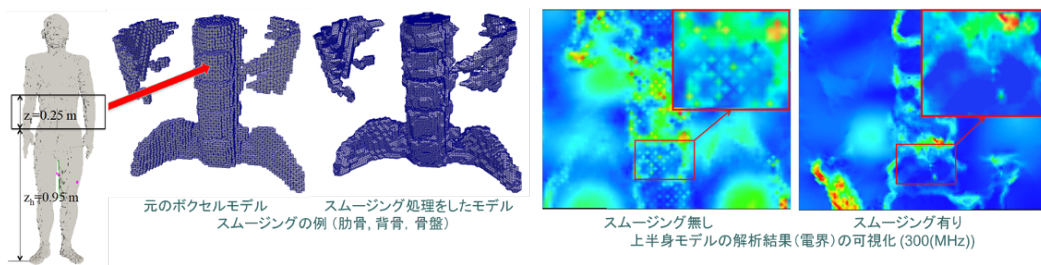 z=0.25 m
zh=0.95 m
元のボクセルモデル
スムージング処理をしたモデル
スムージングの例 (肋骨, 背骨, 骨盤)
スムージング無し
スムージング有り
上半身モデルの解析結果(電界)の可視化 (300(MHz))